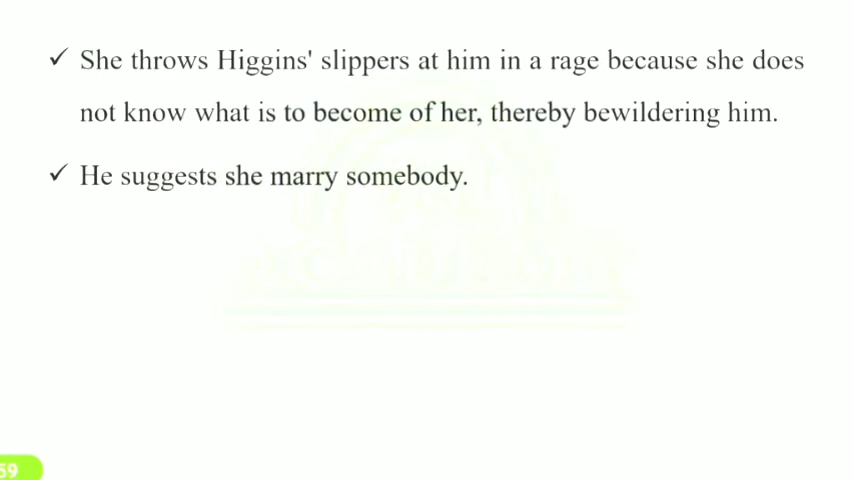 ✓ She throws Higgins' slippers at him in a rage because she does
not know what is to become of her, thereby bewildering him.
✓ He suggests she marry somebody.
59